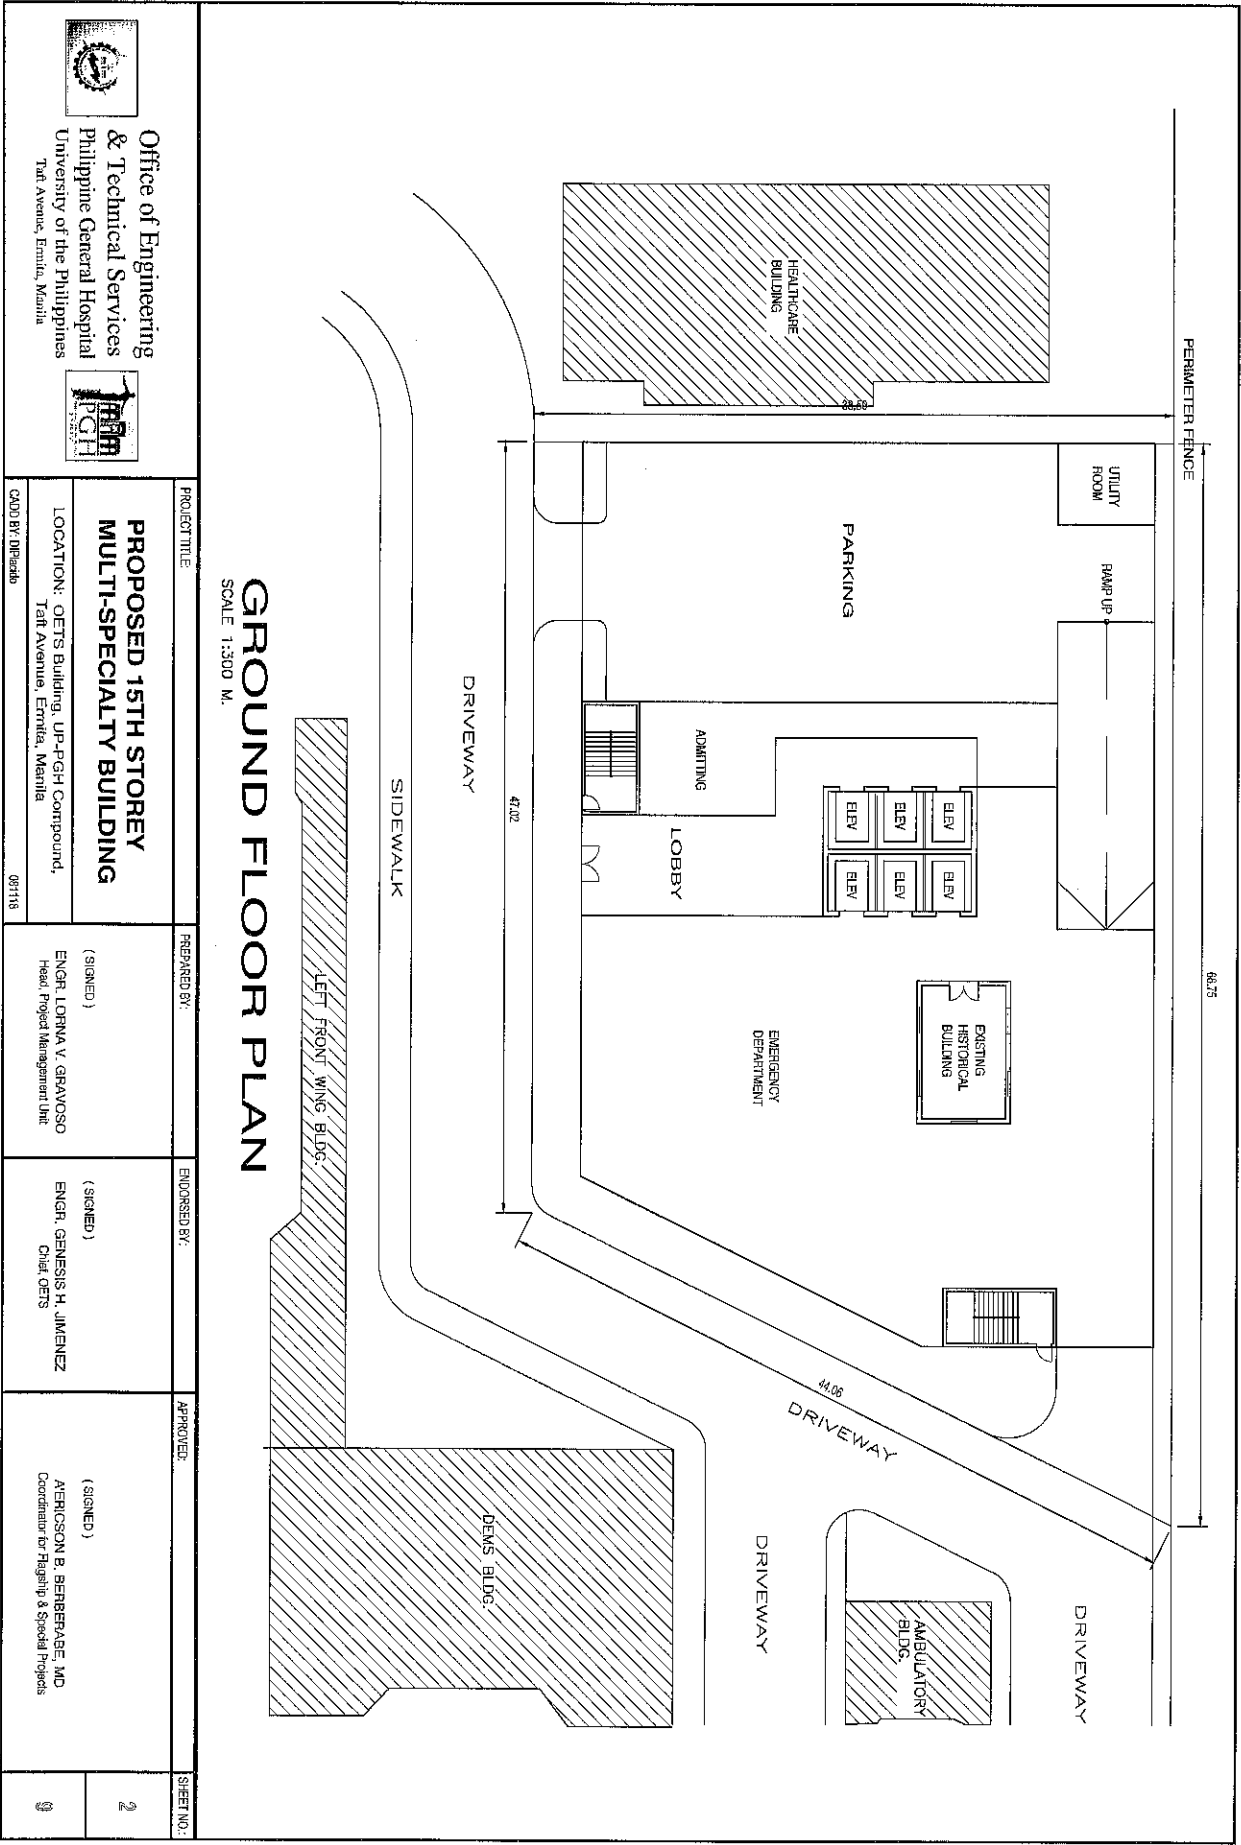 PERIMETER FENCE
66.75
38.59
HEALTHCARE
BUILDING
UTILITY
ROOM
RAMP UP
PARKING
ADMITTING
LOBBY
ELEV
ELEV
ELEV
ELEV
ELEV
ELEV
EXISTING
HISTORICAL
BUILDING
EMERGENCY
DEPARTMENT
47.02
44.06
DRIVEWAY
DRIVEWAY
DRIVEWAY
DRIVEWAY
SIDEWALK
AMBULATORY
BLDG.
LEFT FRONT WING BLDG.
DEMS BLDG.
GROUND FLOOR PLAN
SCALE 1:300 M.
Office of Engineering
& Technical Services
Philippine General Hospital
University of the Philippines
Taft Avenue, Ermita, Manila
PGH
PROJECT TITLE:
PROPOSED 15TH STOREY
MULTI-SPECIALTY BUILDING
LOCATION: OETS Building, UP-PGH Compound,
Taft Avenue, Ermita, Manila
CADD BY: DIPlacido
081118
PREPARED BY:
( SIGNED )
ENGR. LORNA V. GRAVOSO
Head, Project Management Unit
ENDORSED BY:
( SIGNED )
ENGR. GENESIS H. JIMENEZ
Chief, OETS
APPROVED:
( SIGNED )
A'ERICSON B. BERBERABE, MD
Coordinator for Flagship & Special Projects
SHEET NO.:
2
9